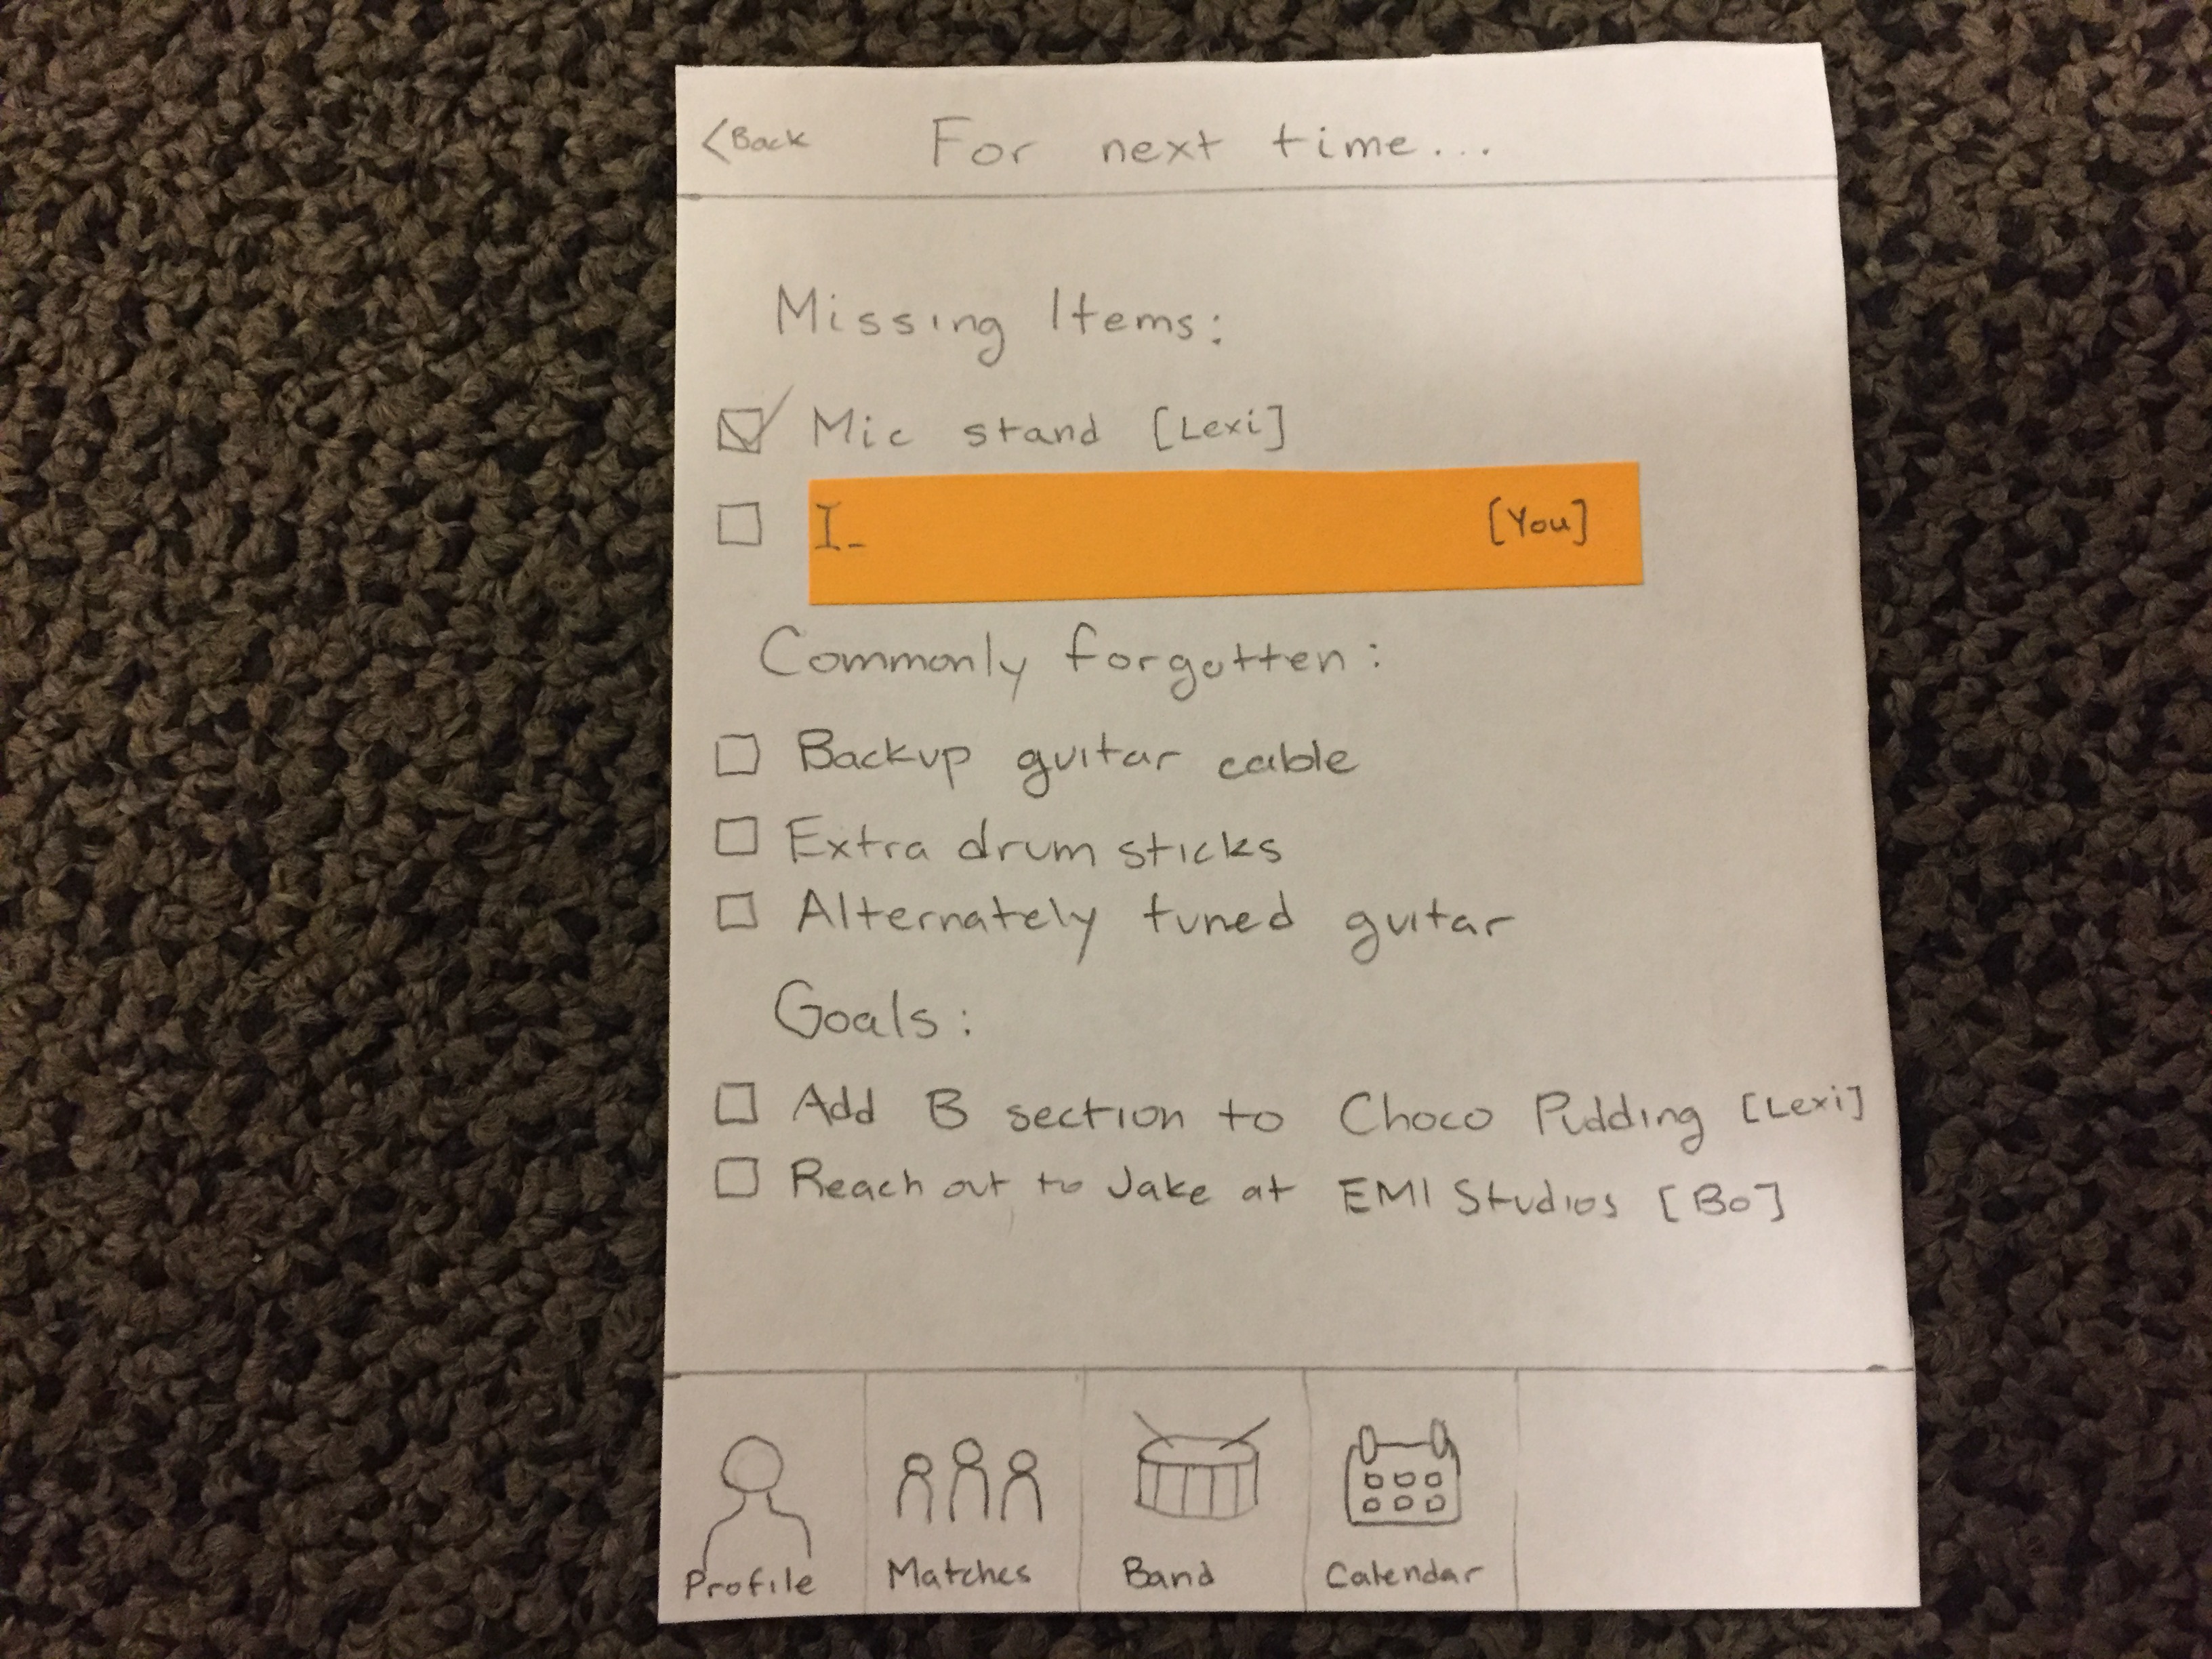 <Back For next time...
Missing Items:
Mic stand [Lexi]
I- [You]
Commonly forgotten:
Backup guitar cable
Extra drum sticks
Alternately tuned guitar
Goals:
Add B section to Choco Pudding [Lexi]
Reach out to Jake at EMI Studios [Bo]
Profile Matches Band Calendar